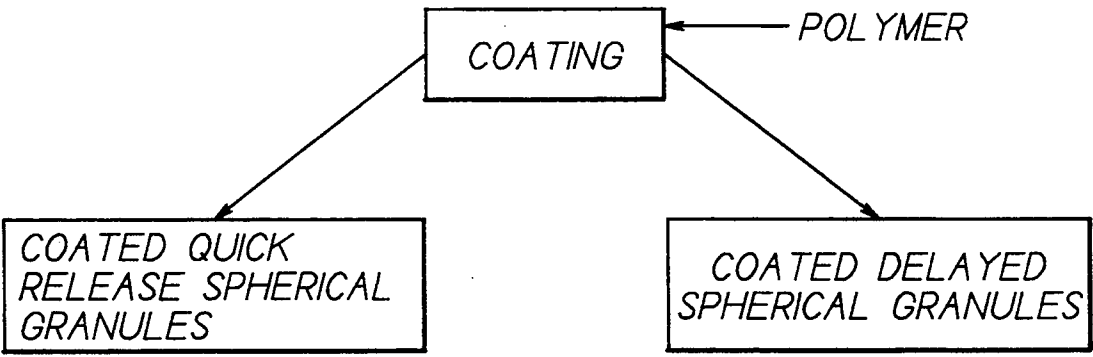 POLYMER
COATING
COATED QUICK
RELEASE SPHERICAL
GRANULES
COATED DELAYED
SPHERICAL GRANULES